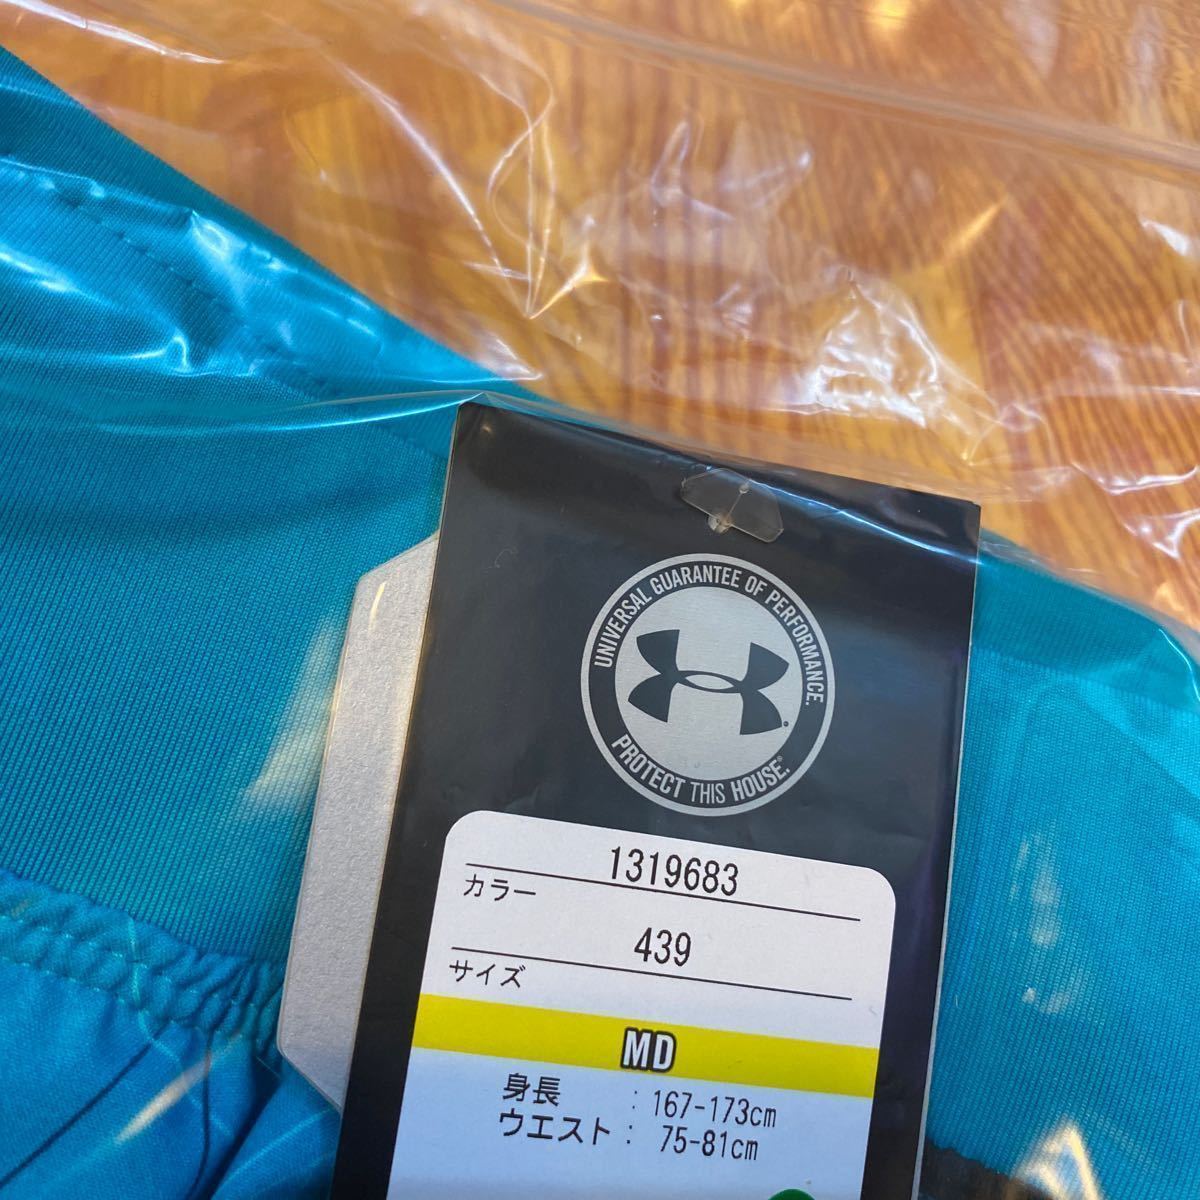 UNIVERSAL GUARANTEE OF PERFORMANCE.
PROTECT THIS HOUSE.
1319683
カラー
439
サイズ
MD
身長 : 167-173cm
ウエスト : 75-81cm